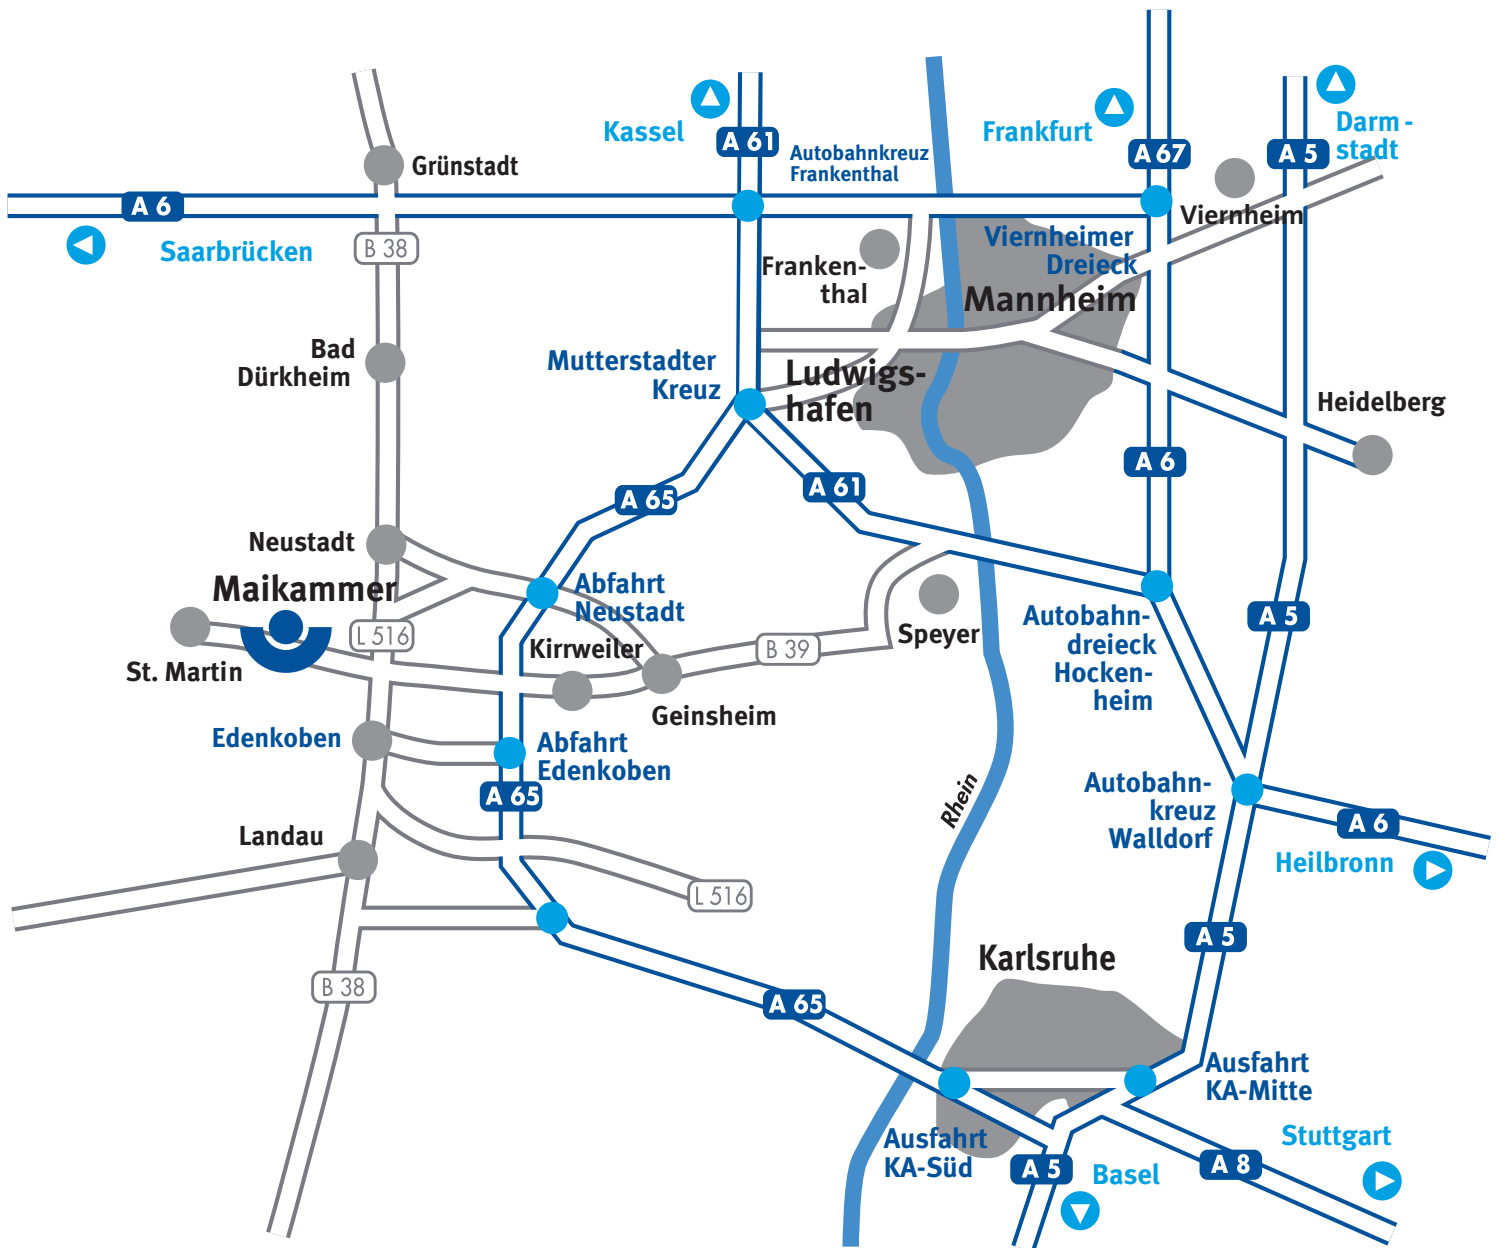 Kassel
A 61
Autobahnkreuz
Frankenthal
Frankfurt
A 67
A 5
Darm-
stadt
Grünstadt
A 6
Saarbrücken
B 38
Viernheim
Viernheimer
Dreieck
Franken-
thal
Mannheim
Bad
Dürkheim
Mutterstadter
Kreuz
Ludwigs-
hafen
Heidelberg
A 65
A 61
A 6
Neustadt
Maikammer
Abfahrt
Neustadt
L 516
St. Martin
Kirrweiler
B 39
Speyer
Geinsheim
Autobahn-
dreieck
Hocken-
heim
A 5
Edenkoben
Abfahrt
Edenkoben
A 65
Rhein
Autobahn-
kreuz
Walldorf
A 6
Heilbronn
Landau
L 516
A 5
B 38
Karlsruhe
A 65
Ausfahrt
KA-Mitte
Ausfahrt
KA-Süd
A 5
Basel
A 8
Stuttgart